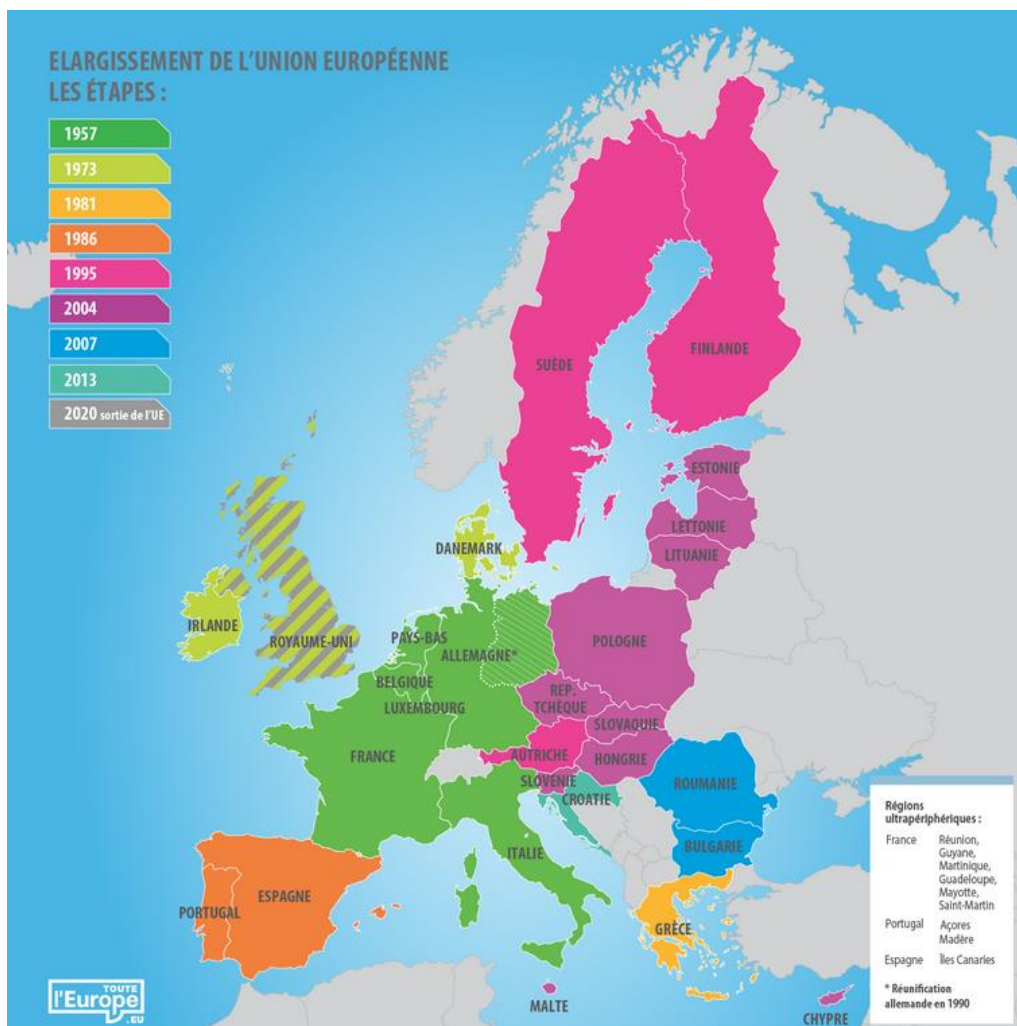 ELARGISSEMENT DE L'UNION EUROPÉENNE
LES ÉTAPES :
1957
1973
1981
1986
1995
2004
2007
2013
2020 sortie de l'UE
SUÈDE
FINLANDE
ESTONIE
LETTONIE
LITUANIE
DANEMARK
IRLANDE
ROYAUME-UNI
PAYS-BAS
ALLEMAGNE*
POLOGNE
BELGIQUE
LUXEMBOURG
REP.
TCHÈQUE
SLOVAQUIE
FRANCE
AUTRICHE
HONGRIE
SLOVÉNIE
CROATIE
ROUMANIE
BULGARIE
ITALIE
PORTUGAL
ESPAGNE
GRÈCE
MALTE
CHYPRE
Régions
ultrapériphériques :
France Réunion,
Guyane,
Martinique,
Guadeloupe,
Mayotte,
Saint-Martin
Portugal Açores
Madère
Espagne Îles Canaries
* Réunification
allemande en 1990
TOUTE
l'Europe
.EU